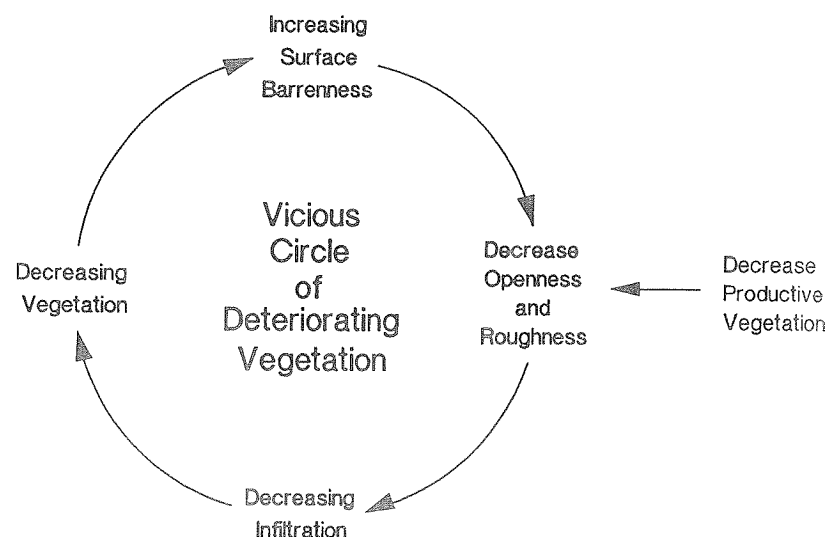 Increasing
Surface
Barrenness
Vicious
Circle
of
Deteriorating
Vegetation
Decreasing
Vegetation
Decrease
Openness
and
Roughness
Decrease
Productive
Vegetation
Decreasing
Infiltration